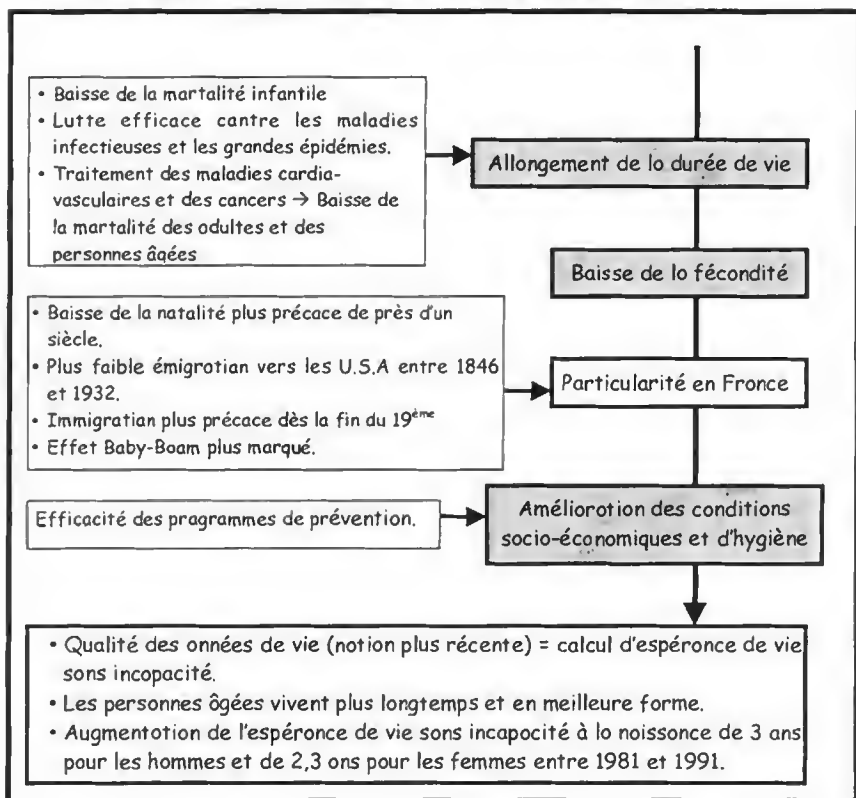 • Baisse de la martalité infantile
• Lutte efficace cantre les maladies
infectieuses et les grandes épidémies.
• Traitement des maladies cardia-
vasculaires et des cancers → Baisse de
la martalité des odultes et des
personnes âgées
Allongement de lo durée de vie
Baisse de lo fécondité
• Baisse de la natalité plus précace de près d'un
siècle.
• Plus faible émigrotian vers les U.S.A entre 1846
et 1932.
• Immigration plus précace dès la fin du 19ème
• Effet Baby-Boam plus marqué.
Particularité en Fronce
Efficacité des pragrammes de prévention.
Améliorotion des conditions
socio-économiques et d'hygiène
• Qualité des onnées de vie (notion plus récente) = calcul d'espéronce de vie
sons incopacité.
• Les personnes ôgées vivent plus longtemps et en meilleure forme.
• Augmentotion de l'espéronce de vie sons incapocité à lo noissonce de 3 ans
pour les hommes et de 2,3 ons pour les femmes entre 1981 et 1991.